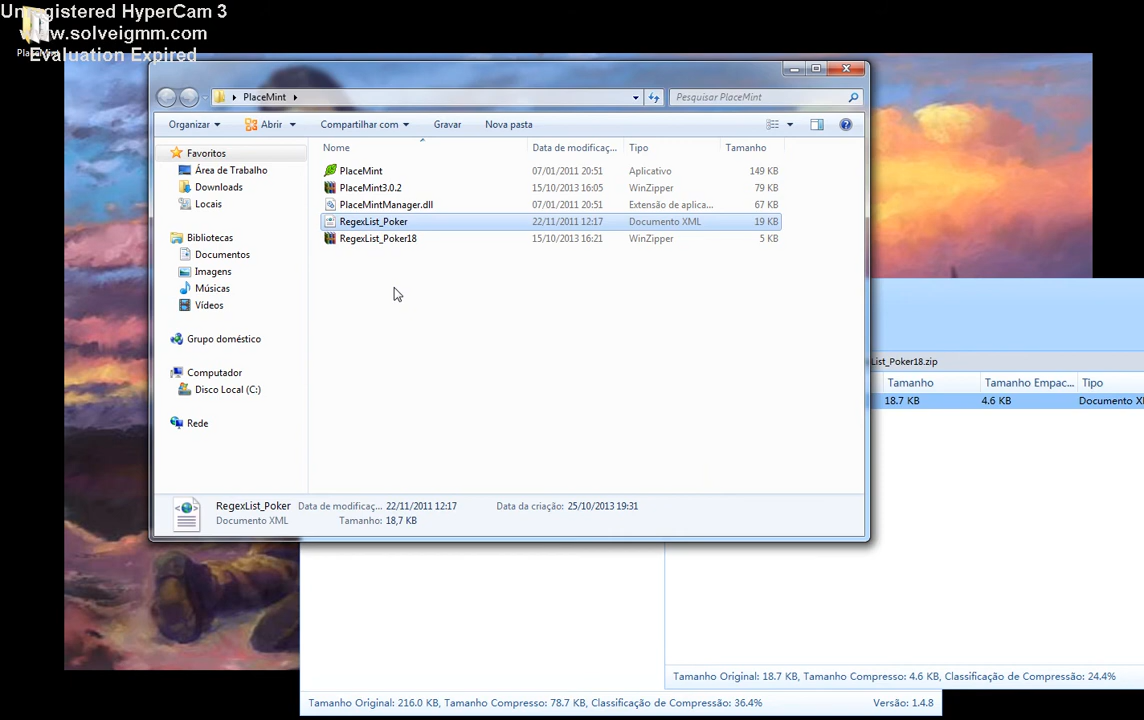 Unregistered HyperCam 3
www.solveigmm.com
Evaluation Expired
PlaceMint
Pesquisar PlaceMint
Organizar
Abrir
Compartilhar com
Gravar
Nova pasta
Nome
Data de modificaç...
Tipo
Tamanho
Favoritos
Área de Trabalho
Downloads
Locais
Bibliotecas
Documentos
Imagens
Músicas
Vídeos
Grupo doméstico
Computador
Disco Local (C:)
Rede
PlaceMint 07/01/2011 20:51 Aplicativo 149 KB
PlaceMint3.0.2 15/10/2013 16:05 WinZipper 79 KB
PlaceMintManager.dll 07/01/2011 20:51 Extensão de aplica... 67 KB
RegexList_Poker 22/11/2011 12:17 Documento XML 19 KB
RegexList_Poker18 15/10/2013 16:21 WinZipper 5 KB
RegexList_Poker Data de modificaç... 22/11/2011 12:17 Data da criação: 25/10/2013 19:31
Documento XML Tamanho: 18,7 KB
List_Poker18.zip
Tamanho Tamanho Empac... Tipo
18.7 KB 4.6 KB Documento X
Tamanho Original: 18.7 KB, Tamanho Compresso: 4.6 KB, Classificação de Compressão: 24.4%
Tamanho Original: 216.0 KB, Tamanho Compresso: 78.7 KB, Classificação de Compressão: 36.4% Versão: 1.4.8